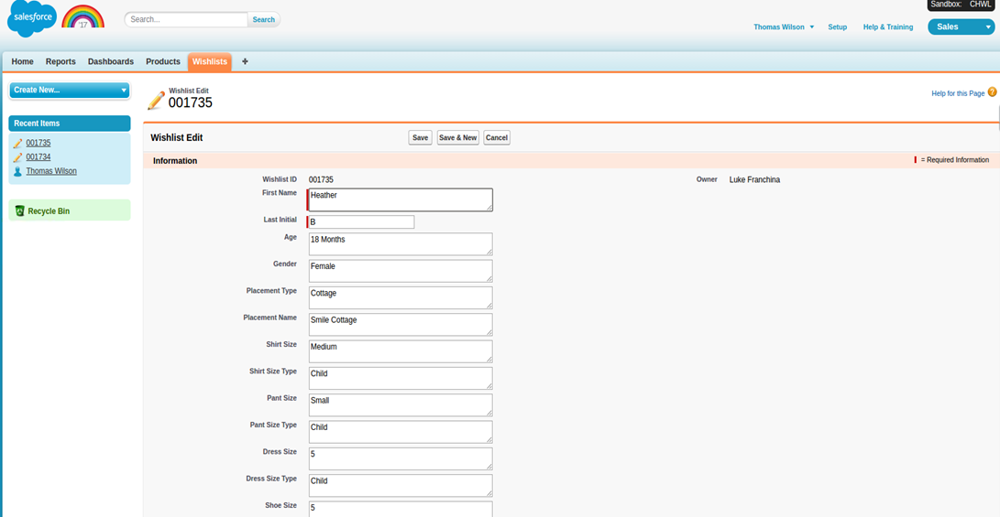 Sandbox: CHWL
salesforce
'17
Search...
Search
Thomas Wilson
Setup
Help & Training
Sales
Home
Reports
Dashboards
Products
Wishlists
+
Create New...
Recent Items
001735
001734
Thomas Wilson
Recycle Bin
Wishlist Edit
001735
Help for this Page ?
Wishlist Edit
Save
Save & New
Cancel
Information
= Required Information
Wishlist ID 001735
Owner Luke Franchina
First Name Heather
Last Initial B
Age 18 Months
Gender Female
Placement Type Cottage
Placement Name Smile Cottage
Shirt Size Medium
Shirt Size Type Child
Pant Size Small
Pant Size Type Child
Dress Size 5
Dress Size Type Child
Shoe Size 5